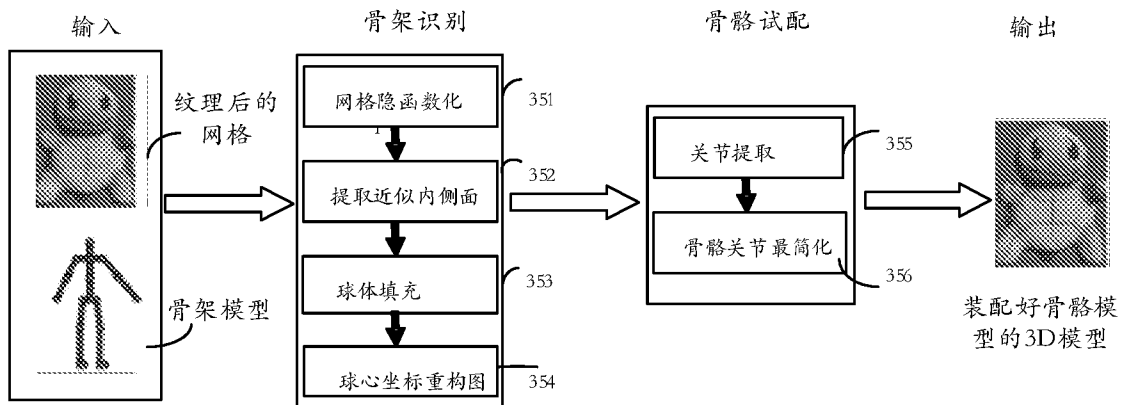 输入
骨架识别
骨骼试配
输出
纹理后的
网格
骨架模型
网格隐函数化
351
提取近似内侧面
352
球体填充
353
球心坐标重构图
354
关节提取
355
骨骼关节最简化
356
装配好骨骼模
型的3D模型